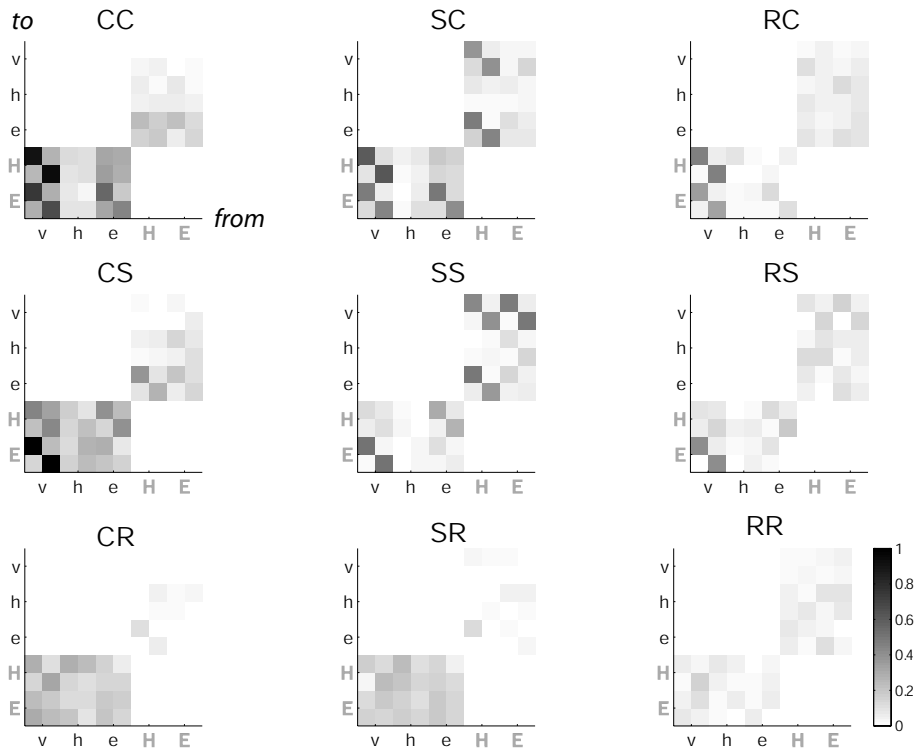 to CC SC RC
v v v
h h h
e e e
H H H
E E E
from
v h e H E v h e H E v h e H E
CS SS RS
v v v
h h h
e e e
H H H
E E E
v h e H E v h e H E v h e H E
CR SR RR
v v v 1
h h h 0.8
e e e 0.6
H H H 0.4
E E E 0.2
0
v h e H E v h e H E v h e H E